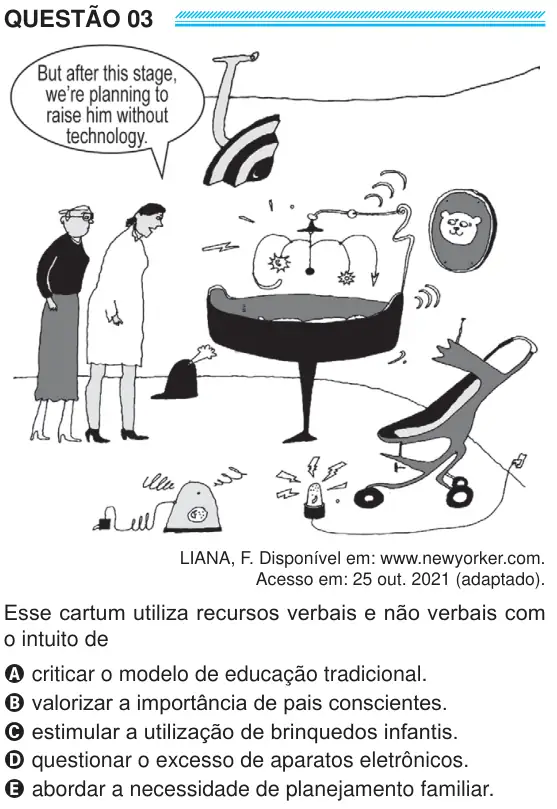 QUESTÃO 03
But after this stage,
we're planning to
raise him without
technology.
LIANA, F. Disponível em: www.newyorker.com.
Acesso em: 25 out. 2021 (adaptado).
Esse cartum utiliza recursos verbais e não verbais com
o intuito de
A criticar o modelo de educação tradicional.
B valorizar a importância de pais conscientes.
C estimular a utilização de brinquedos infantis.
D questionar o excesso de aparatos eletrônicos.
E abordar a necessidade de planejamento familiar.